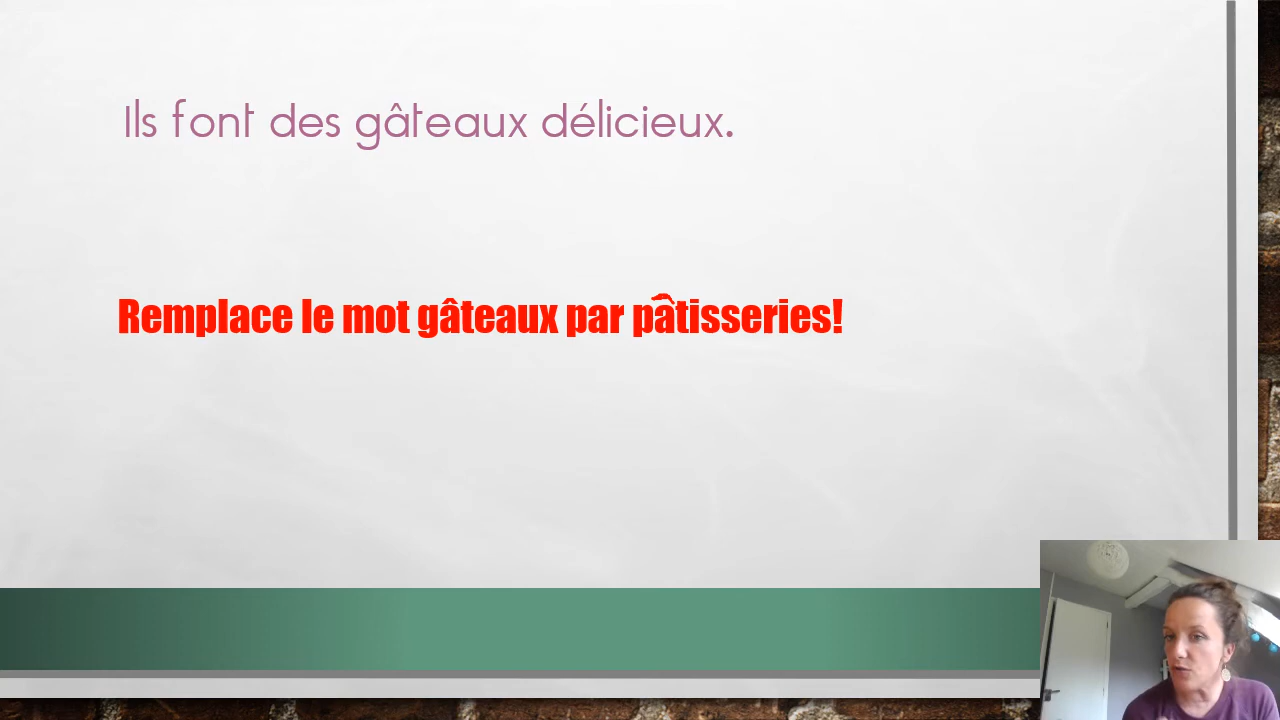 Ils font des gâteaux délicieux.
Remplace le mot gâteaux par pâtisseries!